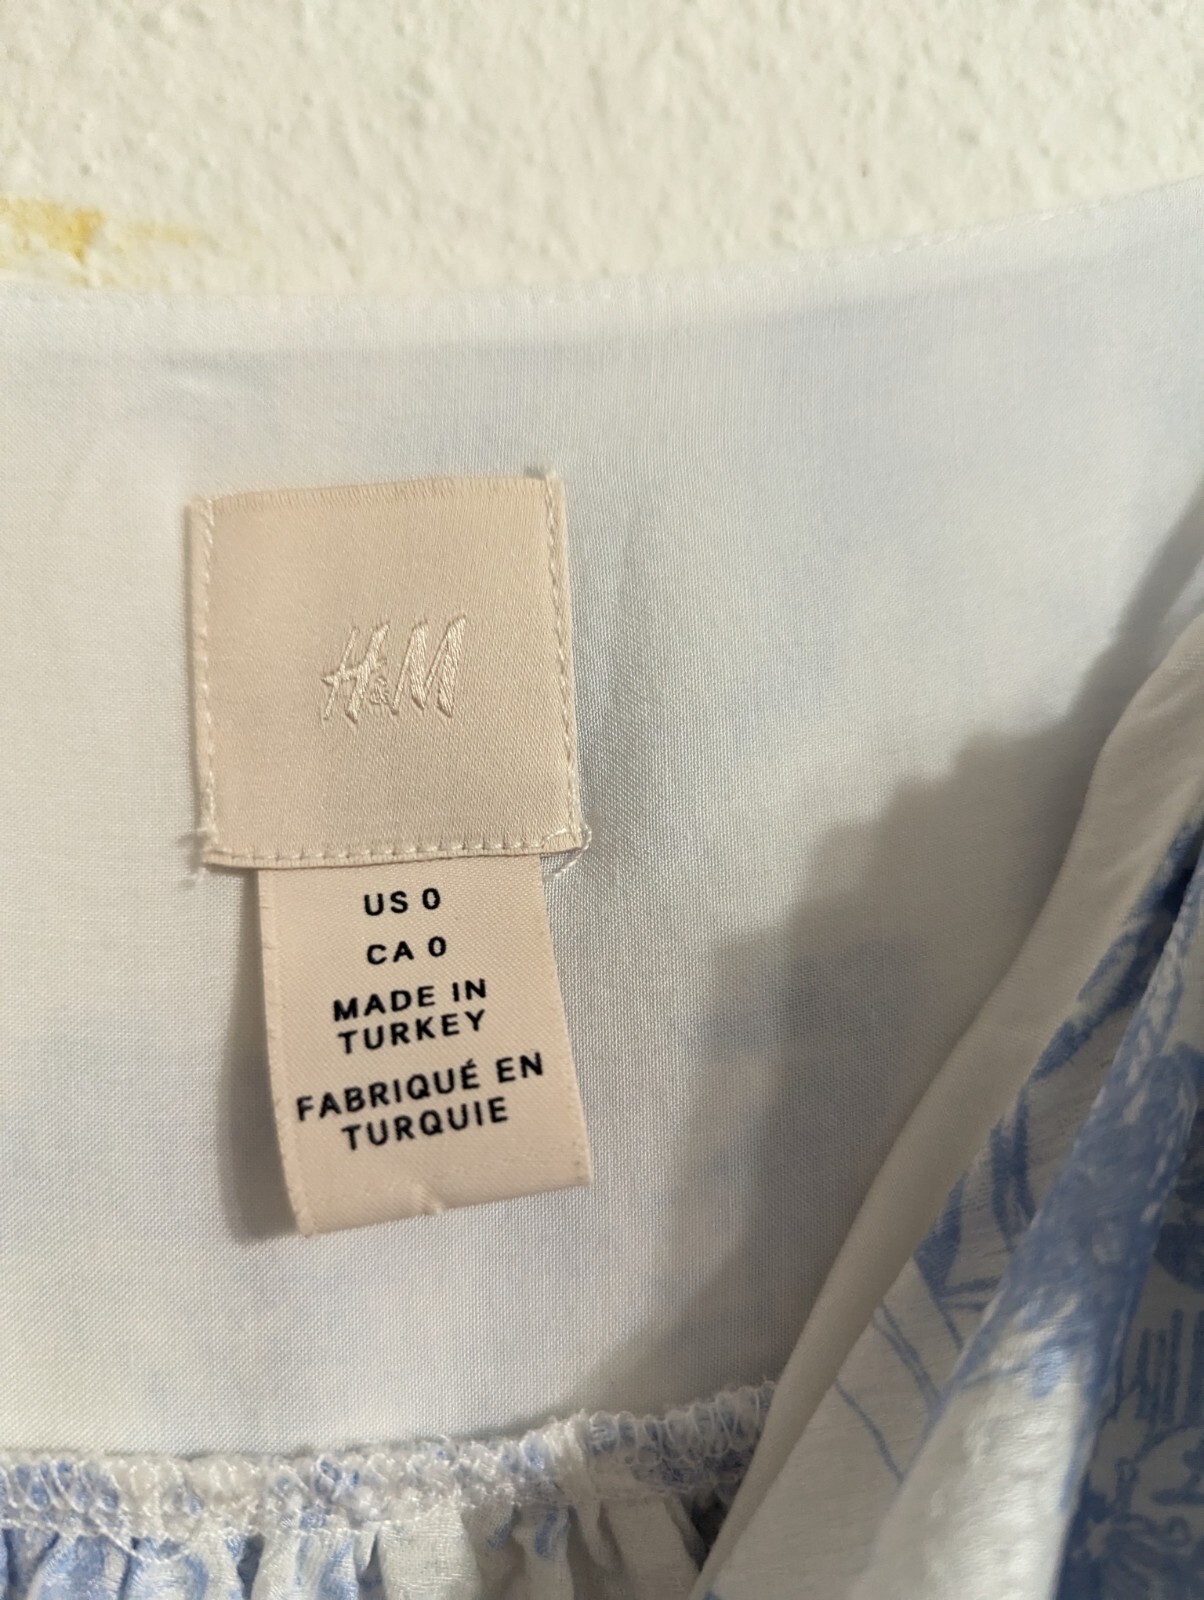 H&M
US 0
CA 0
MADE IN
TURKEY
FABRIQUÉ EN
TURQUIE